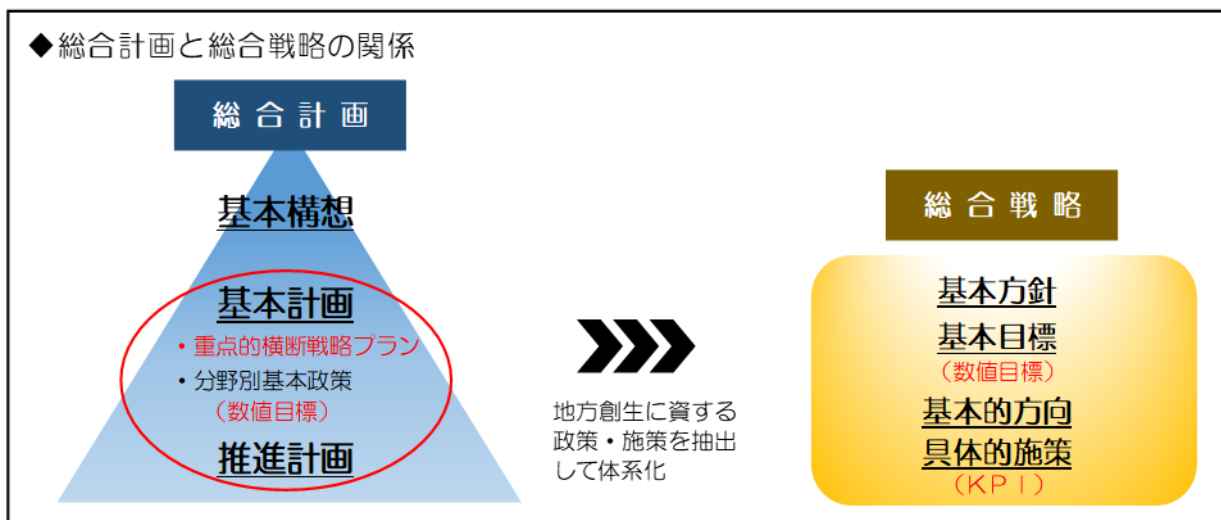 ◆総合計画と総合戦略の関係
総合計画
基本構想
基本計画
・重点的横断戦略プラン
・分野別基本政策
（数値目標）
推進計画
地方創生に資する
政策・施策を抽出
して体系化
総合戦略
基本方針
基本目標
（数値目標）
基本的方向
具体的施策
（ＫＰＩ）